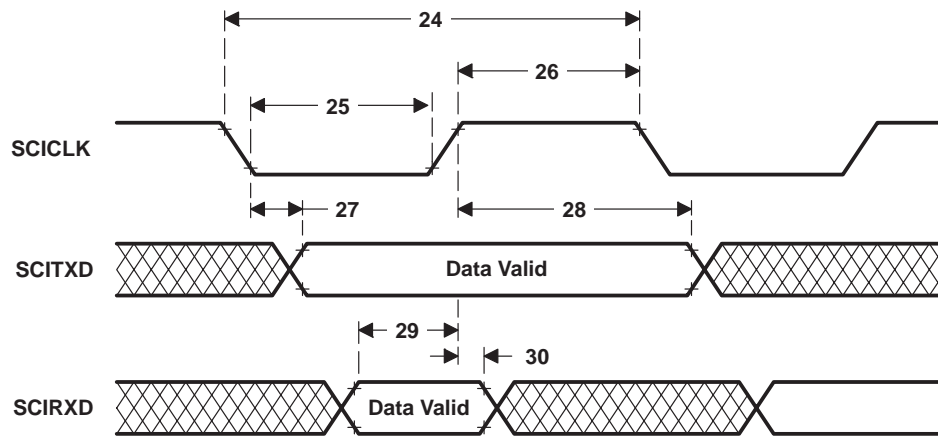 24
26
25
SCICLK
27
28
SCITXD
Data Valid
29
30
SCIRXD
Data Valid